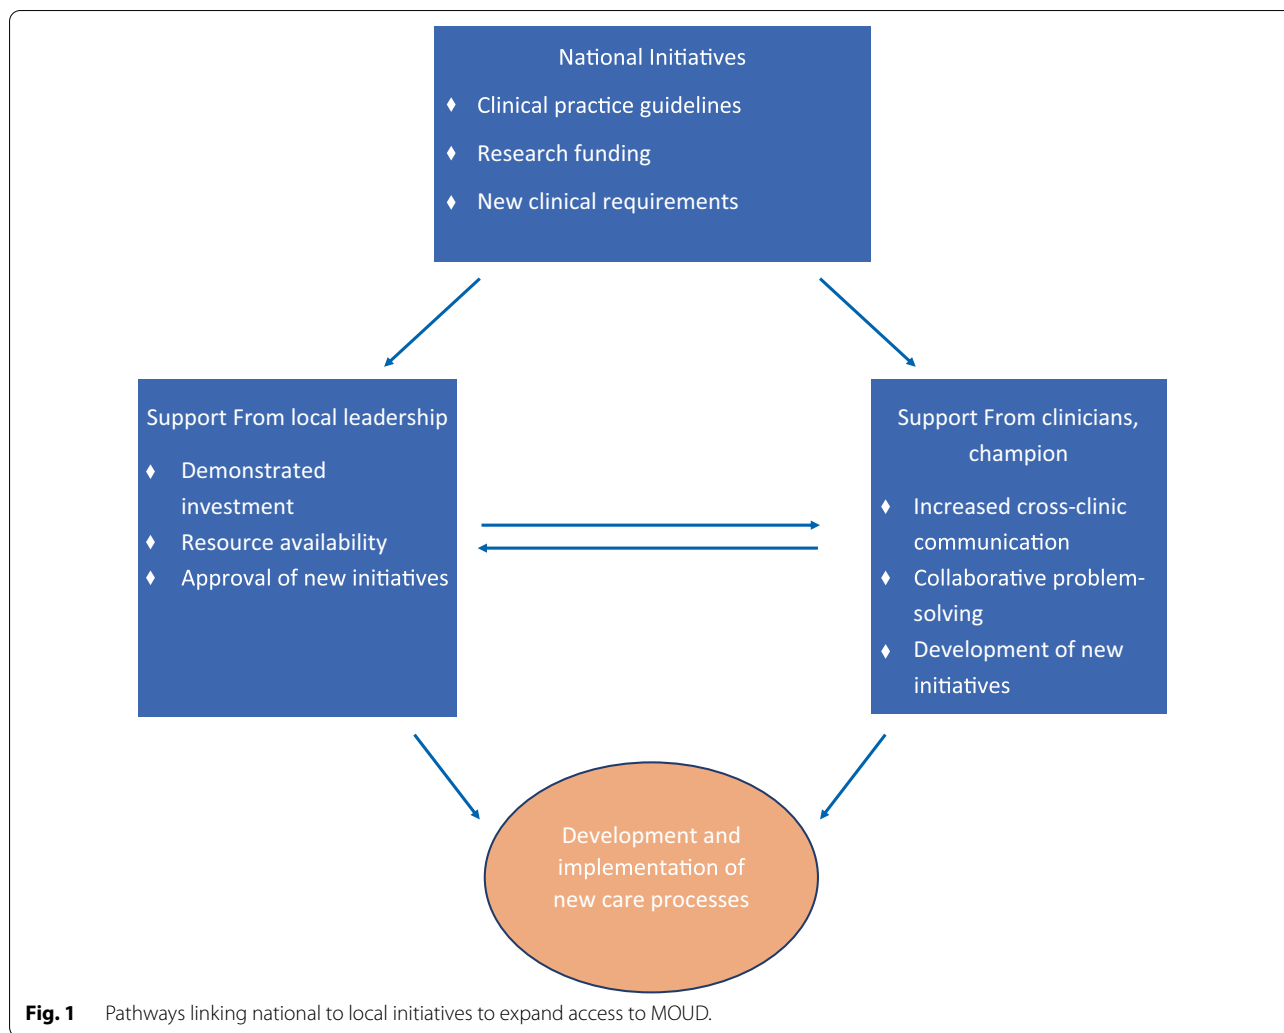 National Initiatives
♦ Clinical practice guidelines
♦ Research funding
♦ New clinical requirements
Support From local leadership
♦ Demonstrated
investment
♦ Resource availability
♦ Approval of new initiatives
Support From clinicians,
champion
♦ Increased cross-clinic
communication
♦ Collaborative problem-
solving
♦ Development of new
initiatives
Development and
implementation of
new care processes
Fig. 1 Pathways linking national to local initiatives to expand access to MOUD.